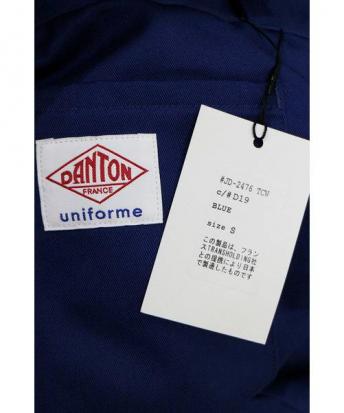 DANTON
FRANCE
uniforme
#JD-2476 TCU
c/# D19
BLUE
size S
この製品は、フラン
スTRANSHOLDING社
との提携により日本
で製造したものです